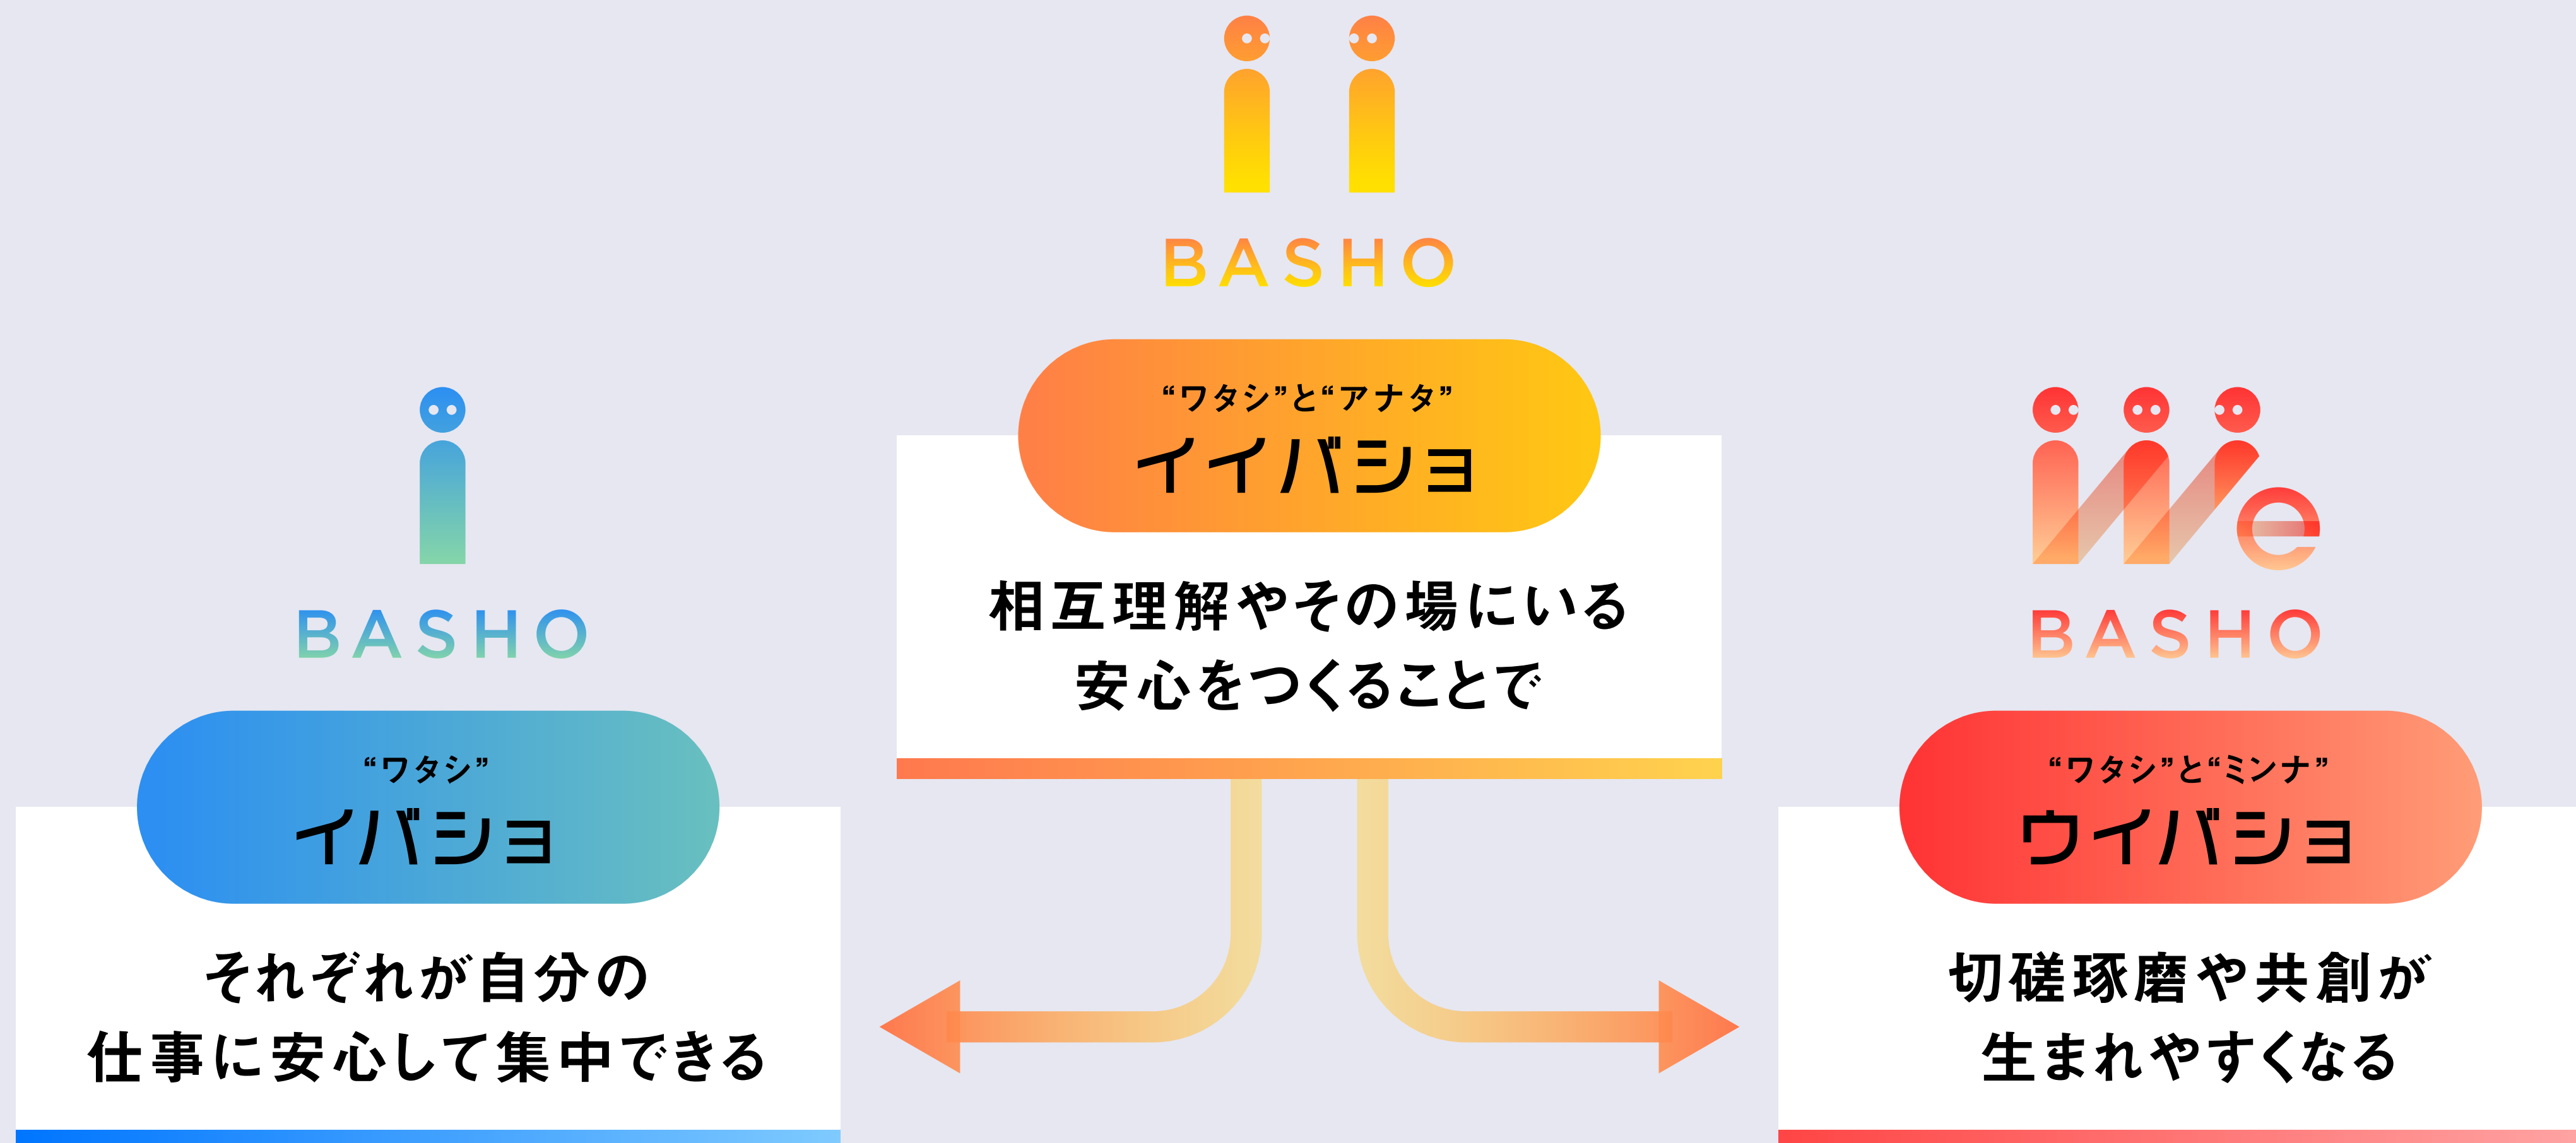 ii
BASHO
“ワタシ”と“アナタ”
イイバショ
相互理解やその場にいる
安心をつくることで
i
BASHO
“ワタシ”
イバショ
それぞれが自分の
仕事に安心して集中できる
We
BASHO
“ワタシ”と“ミンナ”
ウイバショ
切磋琢磨や共創が
生まれやすくなる